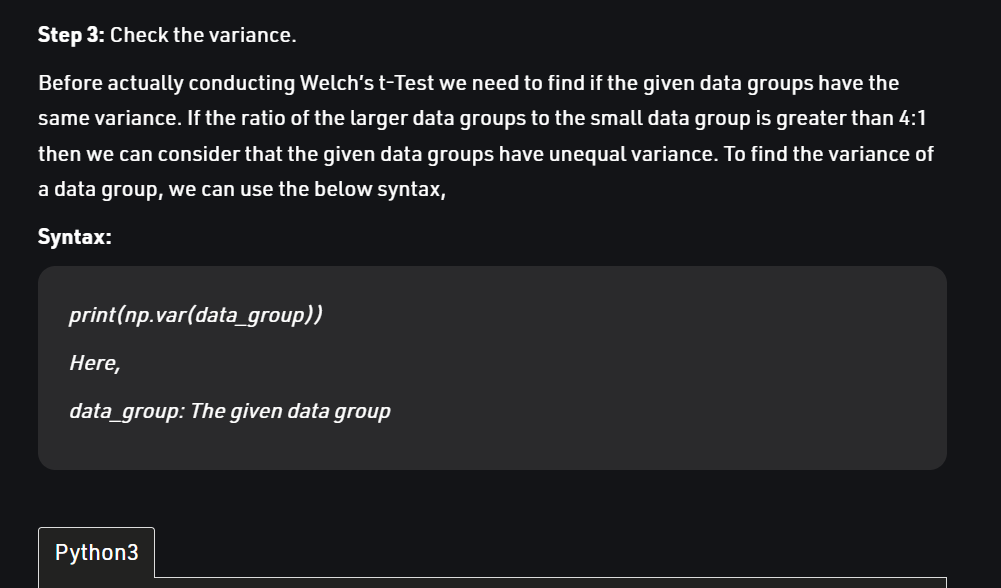 Step 3: Check the variance.
Before actually conducting Welch's t-Test we need to find if the given data groups have the
same variance. If the ratio of the larger data groups to the small data group is greater than 4:1
then we can consider that the given data groups have unequal variance. To find the variance of
a data group, we can use the below syntax,
Syntax:
print(np.var(data_group))
Here,
data_group: The given data group
Python3